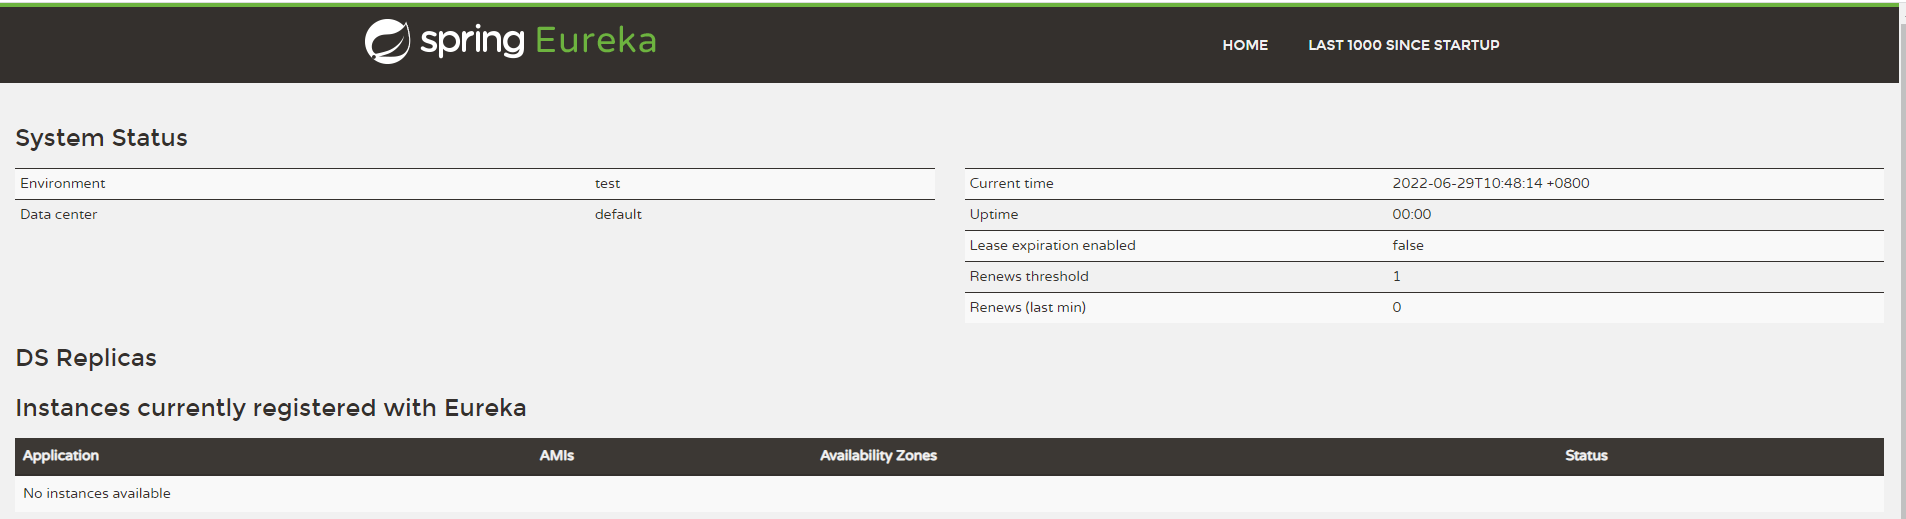 spring Eureka
HOME LAST 1000 SINCE STARTUP
System Status
Environment test
Data center default
Current time 2022-06-29T10:48:14 +0800
Uptime 00:00
Lease expiration enabled false
Renews threshold 1
Renews (last min) 0
DS Replicas
Instances currently registered with Eureka
Application AMIs Availability Zones Status
No instances available